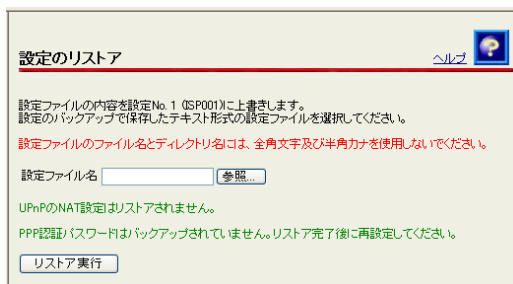 設定のリストア
ヘルプ
設定ファイルの内容を設定No. 1 (ISP001)に上書きします。
設定のバックアップで保存したテキスト形式の設定ファイルを選択してください。
設定ファイルのファイル名とディレクトリ名には、全角文字及び半角カナを使用しないでください。
設定ファイル名 参照...
UPnPのNAT設定はリストアされません。
PPP認証パスワードはバックアップされていません。リストア完了後に再設定してください。
リストア実行